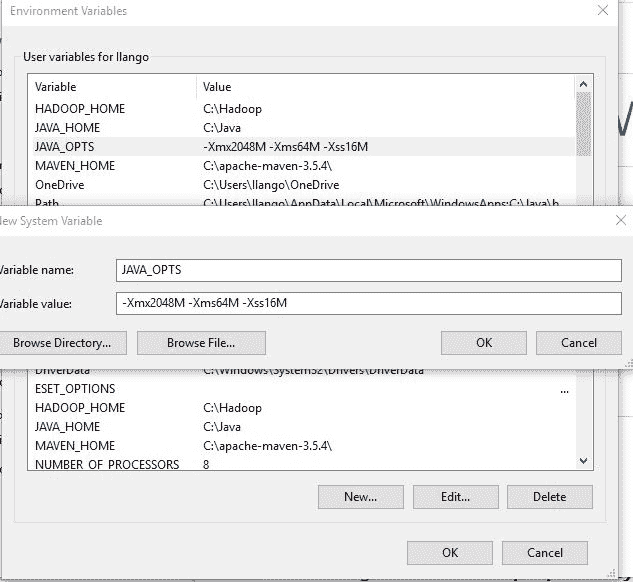 Environment Variables
User variables for Ilango
Variable Value
HADOOP_HOME C:\Hadoop
JAVA_HOME C:\Java
JAVA_OPTS -Xmx2048M -Xms64M -Xss16M
MAVEN_HOME C:\apache-maven-3.5.4\
OneDrive C:\Users\Ilango\OneDrive
Path C:\Users\Ilango\AppData\Local\Microsoft\WindowsApps;C:\Java\b
New System Variable
Variable name: JAVA_OPTS
Variable value: -Xmx2048M -Xms64M -Xss16M
Browse Directory... Browse File... OK Cancel
DriverData C:\Windows\System32\Drivers\DriverData
ESET_OPTIONS ...
HADOOP_HOME C:\Hadoop
JAVA_HOME C:\Java
MAVEN_HOME C:\apache-maven-3.5.4\
NUMBER_OF_PROCESSORS 8
New... Edit... Delete
OK Cancel